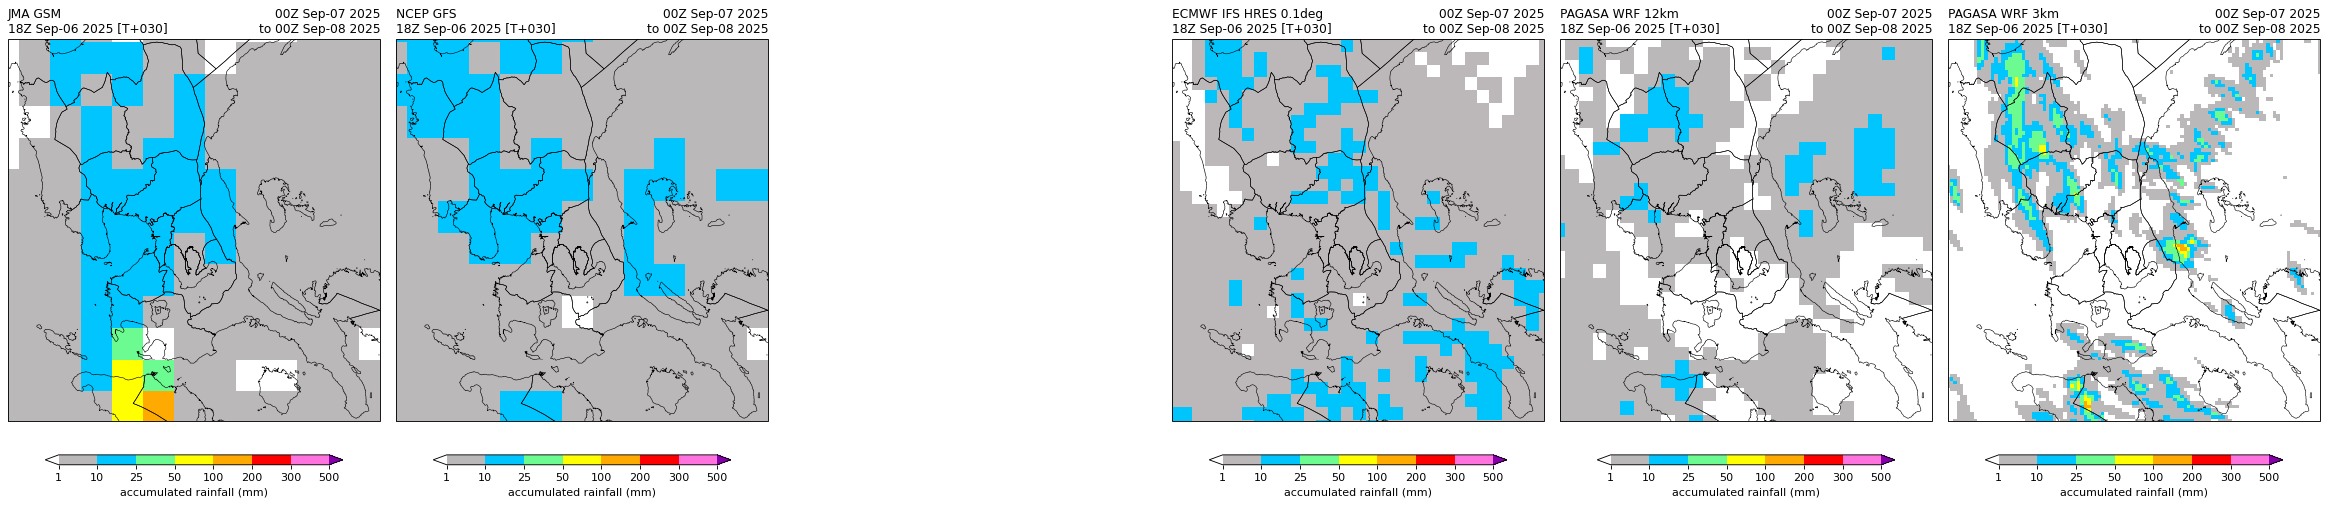 JMA GSM 00Z Sep-07 2025
18Z Sep-06 2025 [T+030] to 00Z Sep-08 2025
NCEP GFS 00Z Sep-07 2025
18Z Sep-06 2025 [T+030] to 00Z Sep-08 2025
ECMWF IFS HRES 0.1deg 00Z Sep-07 2025
18Z Sep-06 2025 [T+030] to 00Z Sep-08 2025
PAGASA WRF 12km 00Z Sep-07 2025
18Z Sep-06 2025 [T+030] to 00Z Sep-08 2025
PAGASA WRF 3km 00Z Sep-07 2025
18Z Sep-06 2025 [T+030] to 00Z Sep-08 2025
1 10 25 50 100 200 300 500
accumulated rainfall (mm)
1 10 25 50 100 200 300 500
accumulated rainfall (mm)
1 10 25 50 100 200 300 500
accumulated rainfall (mm)
1 10 25 50 100 200 300 500
accumulated rainfall (mm)
1 10 25 50 100 200 300 500
accumulated rainfall (mm)